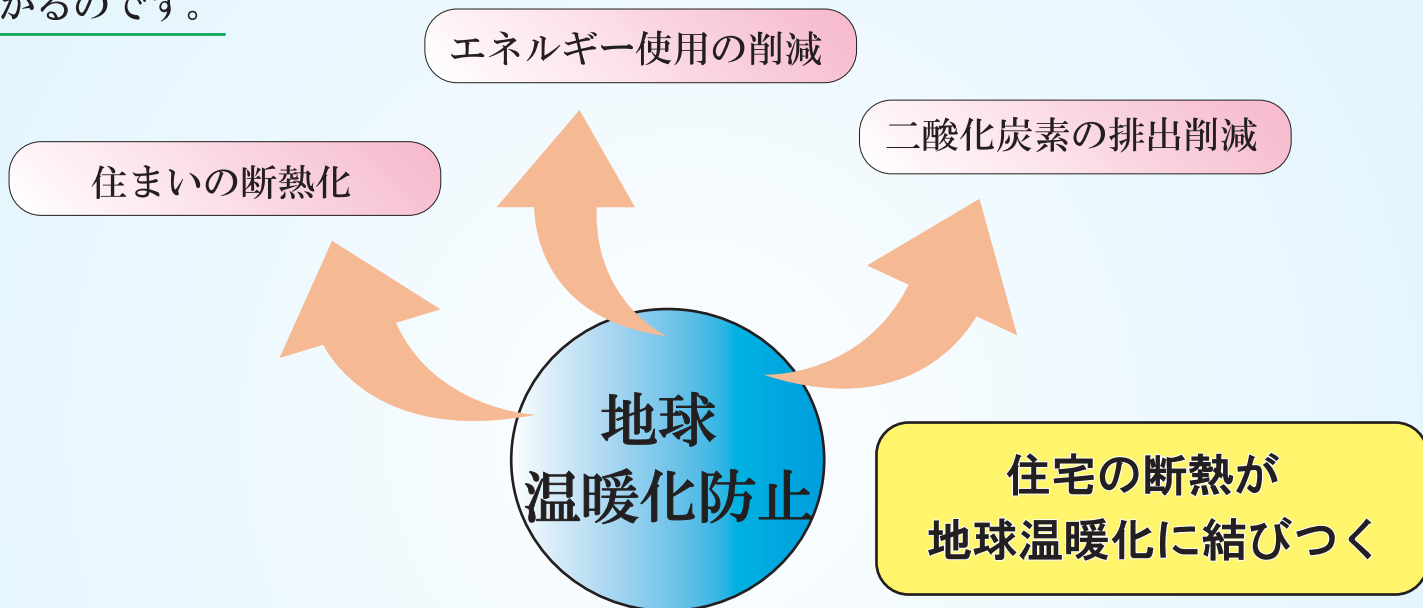 がるのです。
エネルギー使用の削減
二酸化炭素の排出削減
住まいの断熱化
地球
温暖化防止
住宅の断熱が
地球温暖化に結びつく